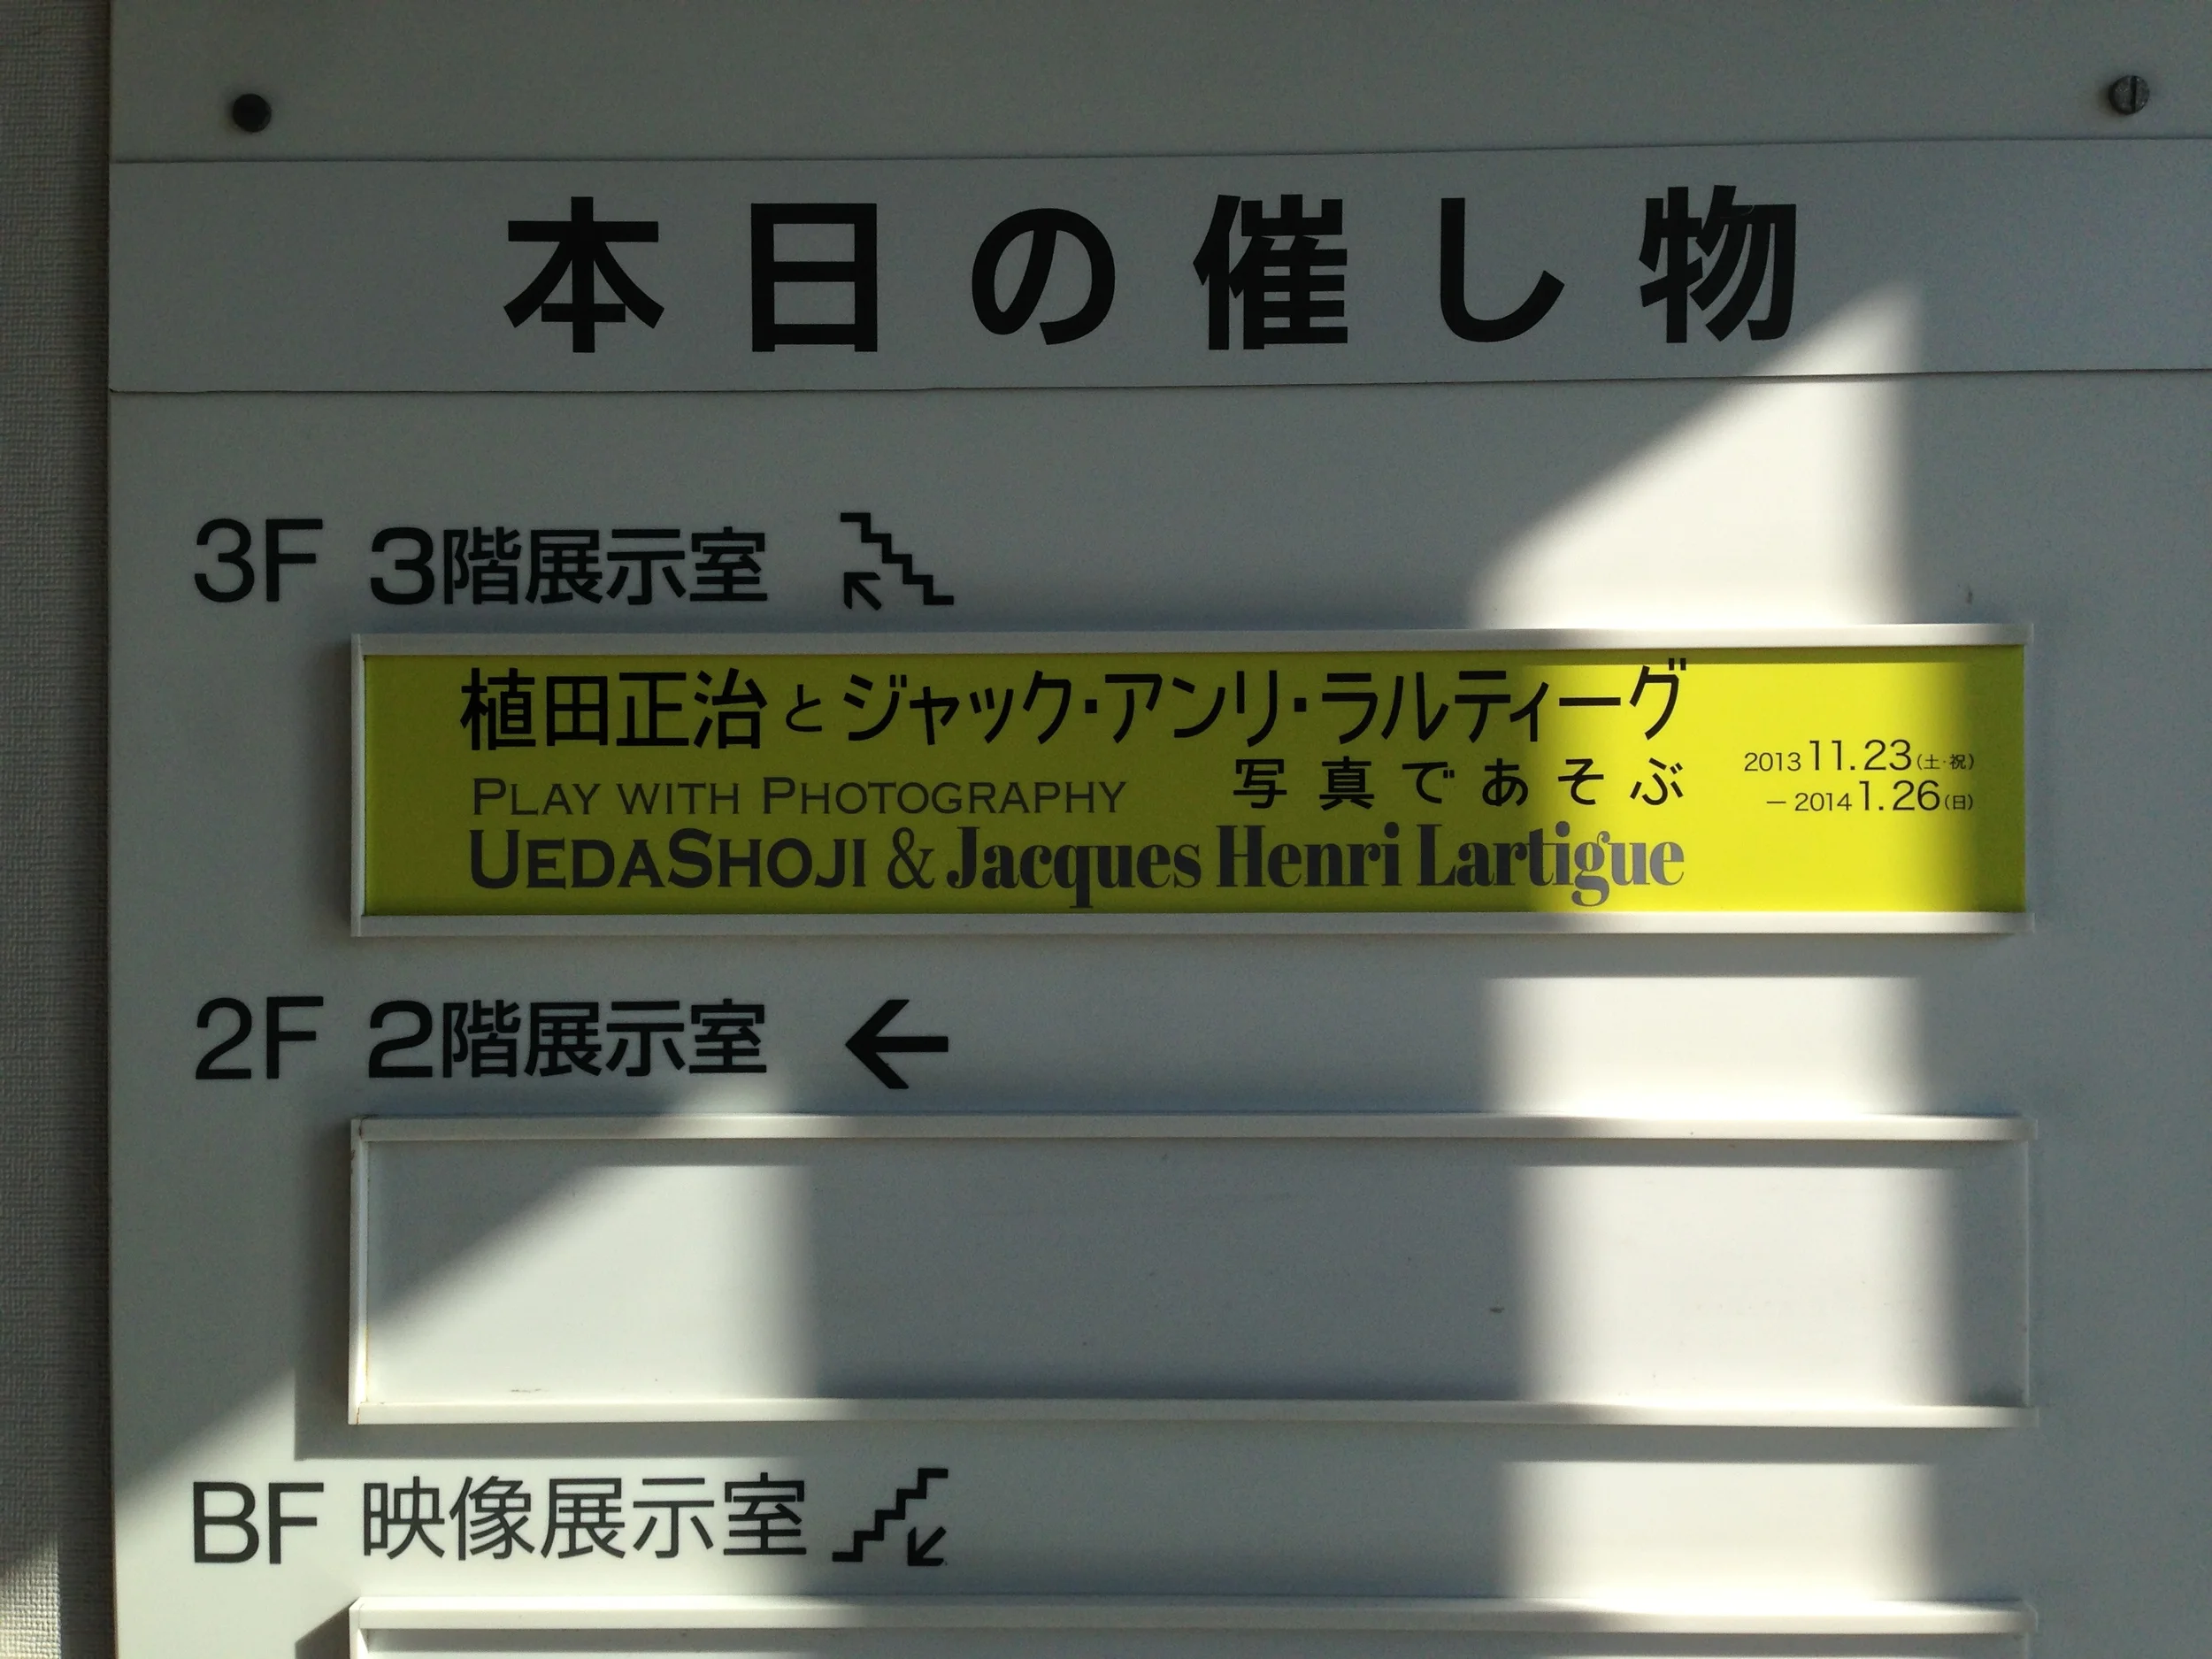 本日の催し物
3F 3階展示室
植田正治とジャック・アンリ・ラルティーグ
写真であそぶ
PLAY WITH PHOTOGRAPHY
UEDASHOJI & Jacques Henri Lartigue
2013 11.23(土・祝)
— 2014 1.26(日)
2F 2階展示室
BF 映像展示室